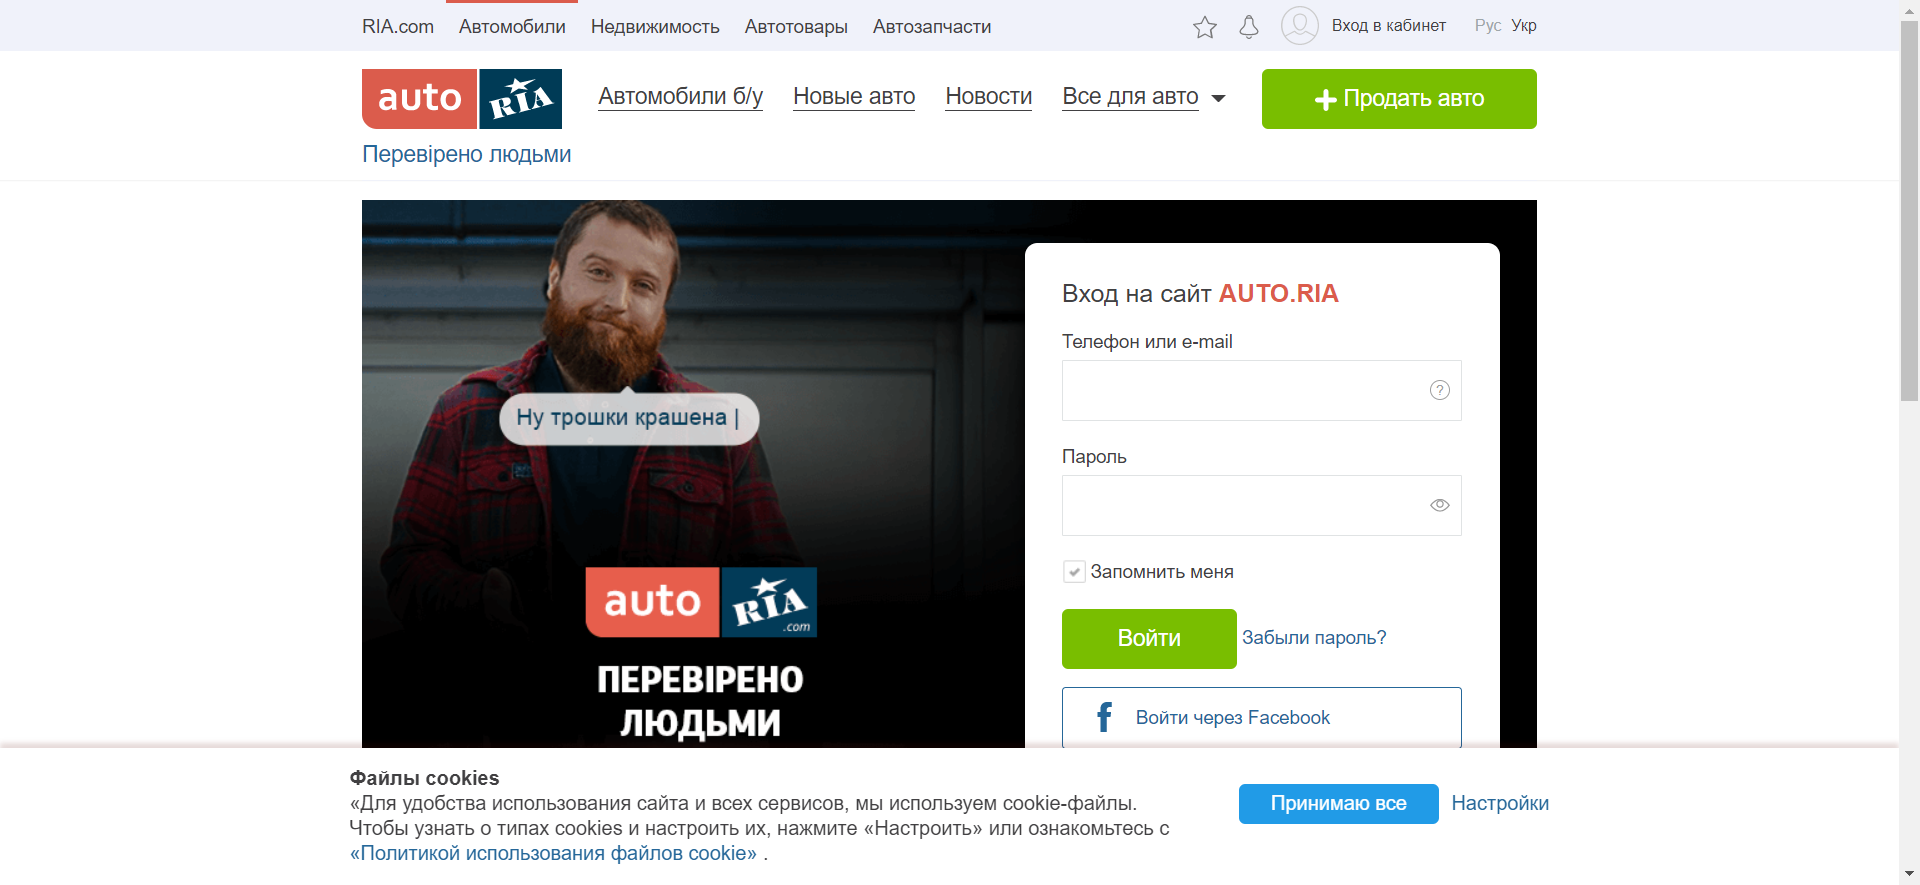 RIA.com Автомобили Недвижимость Автотовары Автозапчасти Вход в кабинет Рус Укр
auto RIA Автомобили б/у Новые авто Новости Все для авто Продать авто
Перевірено людьми
Вход на сайт AUTO.RIA
Телефон или e-mail
?
Ну трошки крашена |
Пароль
Запомнить меня
auto RIA .com
Войти Забыли пароль?
ПЕРЕВІРЕНО
ЛЮДЬМИ
f Войти через Facebook
Файлы cookies
«Для удобства использования сайта и всех сервисов, мы используем cookie-файлы.
Чтобы узнать о типах cookies и настроить их, нажмите «Настроить» или ознакомьтесь с
«Политикой использования файлов cookie» .
Принимаю все Настройки